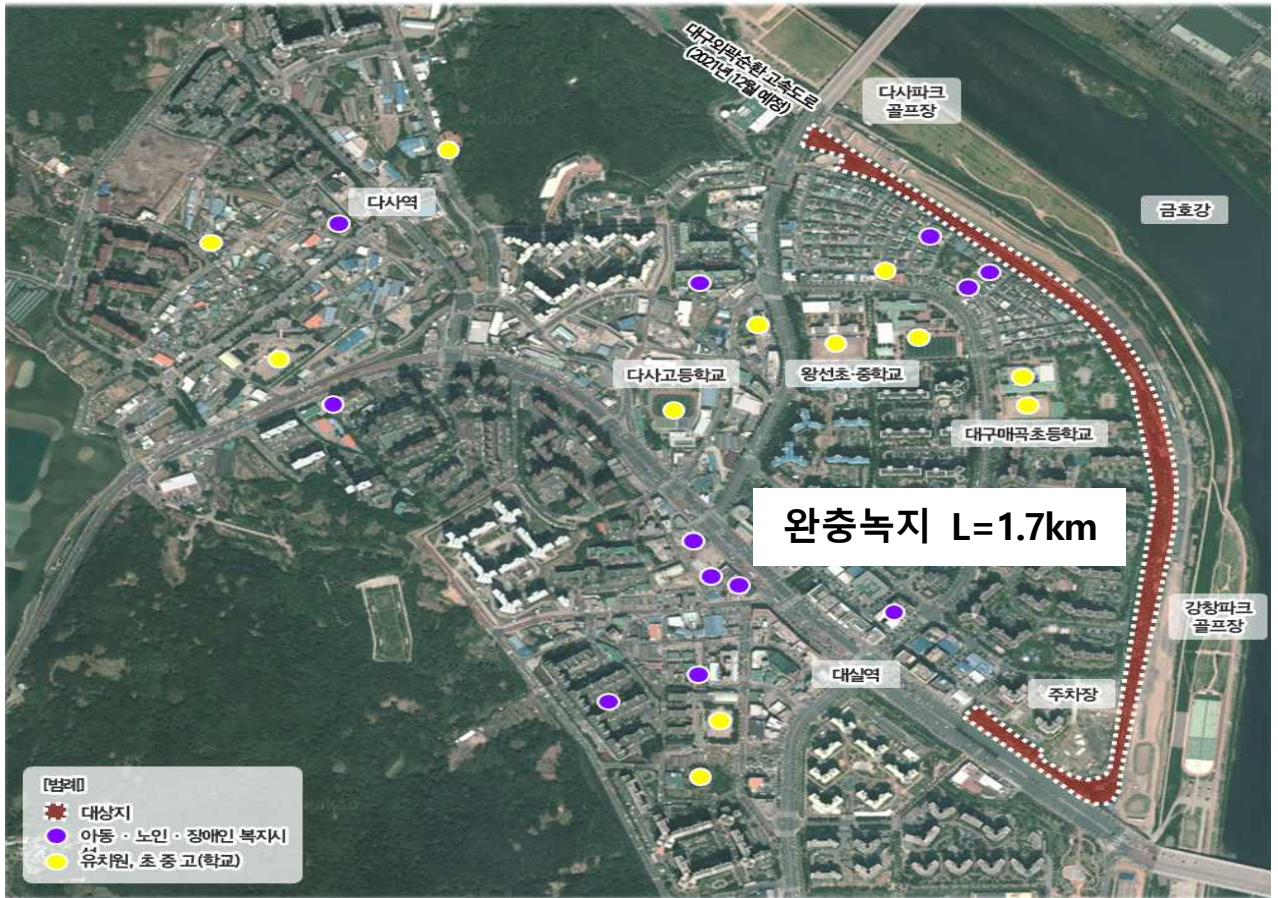 대구외곽순환 고속도로
(2021년 12월 예정)
다사파크
골프장
금호강
다사역
다사고등학교
왕선초·중학교
대구매곡초등학교
완충녹지 L=1.7km
강창파크
골프장
대실역
주차장
[범례]
대상지
아동·노인·장애인 복지시
설
유치원, 초 중 고(학교)